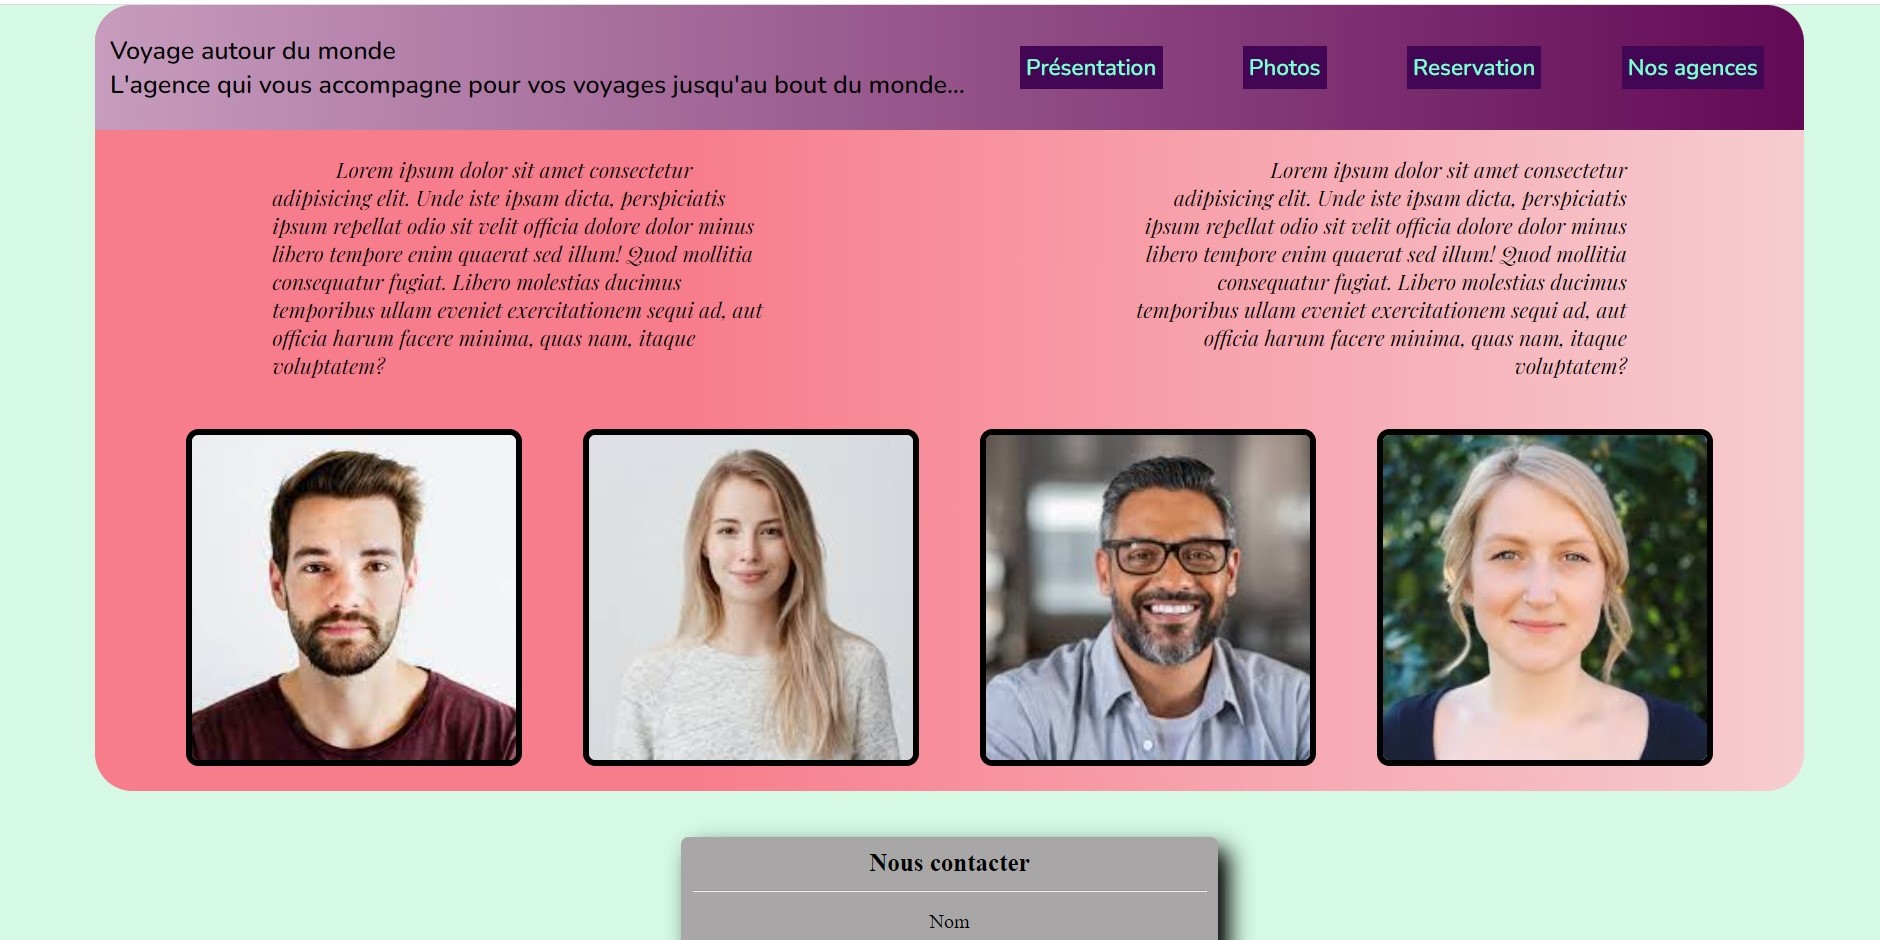 Voyage autour du monde
L'agence qui vous accompagne pour vos voyages jusqu'au bout du monde...
Présentation
Photos
Reservation
Nos agences
Lorem ipsum dolor sit amet consectetur
adipisicing elit. Unde iste ipsam dicta, perspiciatis
ipsum repellat odio sit velit officia dolore dolor minus
libero tempore enim quaerat sed illum! Quod mollitia
consequatur fugiat. Libero molestias ducimus
temporibus ullam eveniet exercitationem sequi ad, aut
officia harum facere minima, quas nam, itaque
voluptatem?
Lorem ipsum dolor sit amet consectetur
adipisicing elit. Unde iste ipsam dicta, perspiciatis
ipsum repellat odio sit velit officia dolore dolor minus
libero tempore enim quaerat sed illum! Quod mollitia
consequatur fugiat. Libero molestias ducimus
temporibus ullam eveniet exercitationem sequi ad, aut
officia harum facere minima, quas nam, itaque
voluptatem?
Nous contacter
Nom